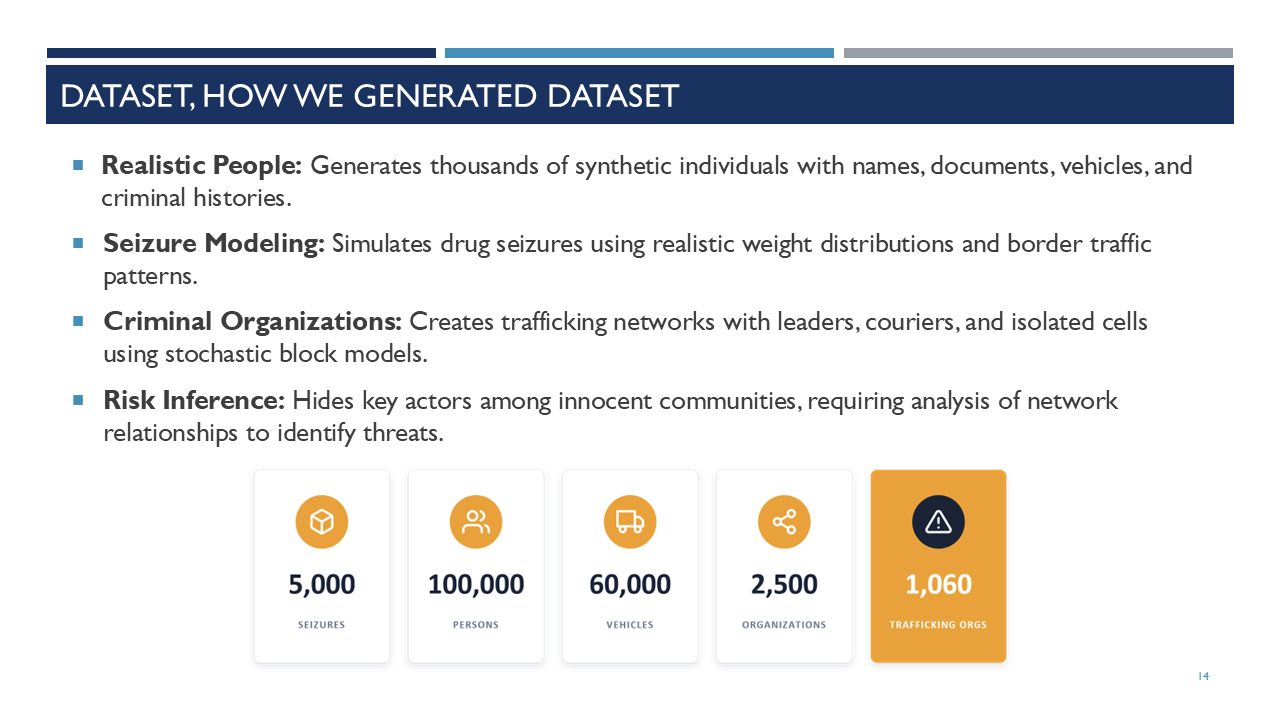 DATASET, HOW WE GENERATED DATASET
Realistic People: Generates thousands of synthetic individuals with names, documents, vehicles, and
criminal histories.
Seizure Modeling: Simulates drug seizures using realistic weight distributions and border traffic
patterns.
Criminal Organizations: Creates trafficking networks with leaders, couriers, and isolated cells
using stochastic block models.
Risk Inference: Hides key actors among innocent communities, requiring analysis of network
relationships to identify threats.
5,000
SEIZURES
100,000
PERSONS
60,000
VEHICLES
2,500
ORGANIZATIONS
1,060
TRAFFICKING ORGS
14